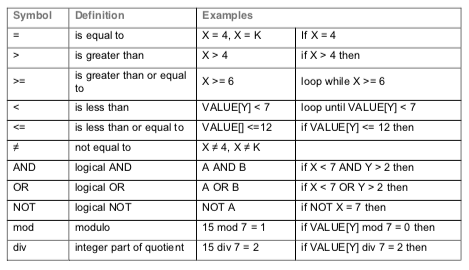 Symbol Definition Examples
= is equal to X = 4, X = K If X = 4
> is greater than X > 4 if X > 4 then
>= is greater than or equal to X >= 6 loop while X >= 6
< is less than VALUE[Y] < 7 loop until VALUE[Y] < 7
<= is less than or equal to VALUE[] <=12 if VALUE[Y] <= 12 then
≠ not equal to X ≠ 4, X ≠ K
AND logical AND A AND B if X < 7 AND Y > 2 then
OR logical OR A OR B if X < 7 OR Y > 2 then
NOT logical NOT NOT A if NOT X = 7 then
mod modulo 15 mod 7 = 1 if VALUE[Y] mod 7 = 0 then
div integer part of quotient 15 div 7 = 2 if VALUE[Y] div 7 = 2 then